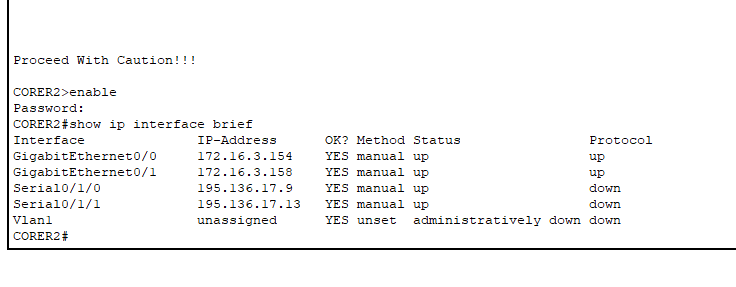 Proceed With Caution!!!
CORER2>enable
Password:
CORER2#show ip interface brief
Interface IP-Address OK? Method Status Protocol
GigabitEthernet0/0 172.16.3.154 YES manual up up
GigabitEthernet0/1 172.16.3.158 YES manual up up
Serial0/1/0 195.136.17.9 YES manual up down
Serial0/1/1 195.136.17.13 YES manual up down
Vlan1 unassigned YES unset administratively down down
CORER2#